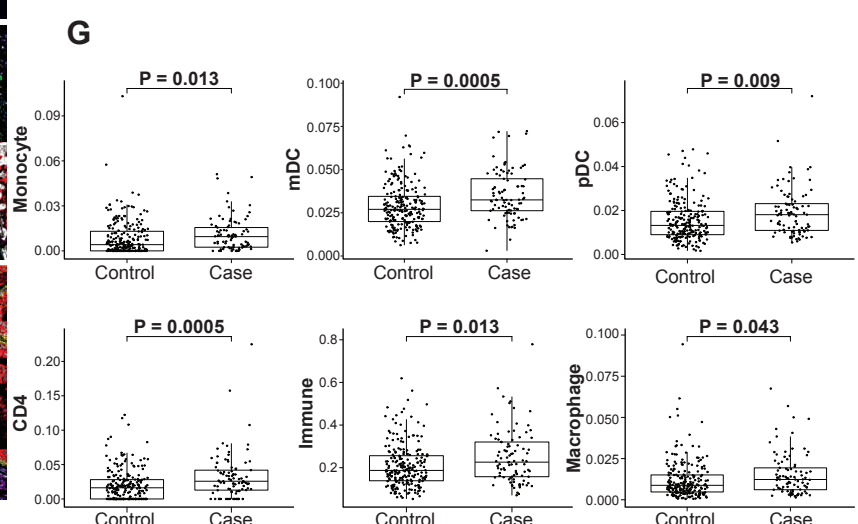 G
P = 0.013
Monocyte
0.09
0.06
0.03
0.00
Control Case
P = 0.0005
mDC
0.100
0.075
0.050
0.025
0.000
Control Case
P = 0.009
pDC
0.06
0.04
0.02
0.00
Control Case
P = 0.0005
CD4
0.20
0.15
0.10
0.05
0.00
Control Case
P = 0.013
Immune
0.8
0.6
0.4
0.2
Control Case
P = 0.043
Macrophage
0.100
0.075
0.050
0.025
0.000
Control Case